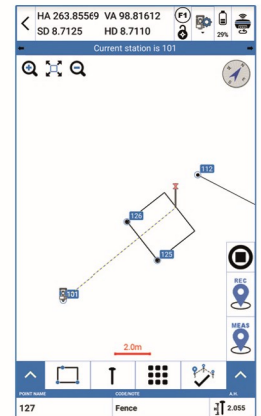 HA 263.85569 VA 98.81612
SD 8.7125 HD 8.7110
F1
29%
Current station is 101
112
126
125
101
REC
2.0m
MEAS
POINT NAME CODE/NOTE A.H.
127 Fence 2.055